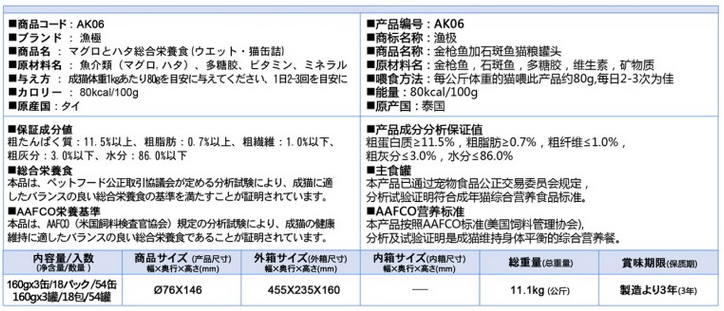 ■商品コード : AK06
■ブランド : 漁極
■商品名 : マグロとハタ総合栄養食(ウエット・猫缶詰)
■原材料名 : 魚介類（マグロ,ハタ）、多糖胶、ビタミン、ミネラル
■与え方 : 成猫体重1kgあたり80gを目安に与えてください、1日2-3回を目安に
■カロリー : 80kcal/100g
■原産国 : タイ
■保証成分値
粗たんぱく質：11.5%以上、粗脂肪：0.7%以上、粗繊維：1.0%以下、
粗灰分：3.0%以下、水分：86.0%以下
■総合栄養食
本品は、ペットフード公正取引協議会が定める分析試験により、成猫に適
したバランスの良い総合栄養食の基準を満たすことが証明されています。
■AAFCO栄養基準
本品は、AAFCO（米国飼料検査官協会）規定の分析試験により、成猫の健康
維持に適したバランスの良い総合栄養食であることが証明されています。
■产品编号: AK06
■商标名称: 渔极
■商品名称: 金枪鱼加石斑鱼猫粮罐头
■原材料名: 金枪鱼，石斑鱼，多糖胶，维生素，矿物质
■喂食方法: 每公斤体重的猫喂此产品约80g,每日2-3次为佳
■能量: 80kcal/100g
■原产国: 泰国
■产品成分分析保证值
粗蛋白质≥11.5%，粗脂肪≥0.7%，粗纤维≤1.0%，
粗灰分≤3.0%，水分≤86.0%
■主食罐
本产品已通过宠物食品公正交易委员会规定，
分析试验证明符合成年猫综合营养食品标准。
■AAFCO营养标准
本产品按照AAFCO标准(美国饲料管理协会),
分析及试验证明是成猫维持身体平衡的综合营养餐。
内容量/入数 (净含量/数量)
商品サイズ (产品尺寸) 幅×奥行×高さ(mm)
外箱サイズ(外箱尺寸) 幅×奥行×高さ(mm)
内箱サイズ(内箱尺寸) 幅×奥行×高さ(mm)
総重量(总重量)
賞味期限(保质期)
160gx3缶/18パック/54缶
160gx3罐/18包/54罐
Ø76X146
455X235X160
——
11.1kg (公斤)
製造より3年(3年)